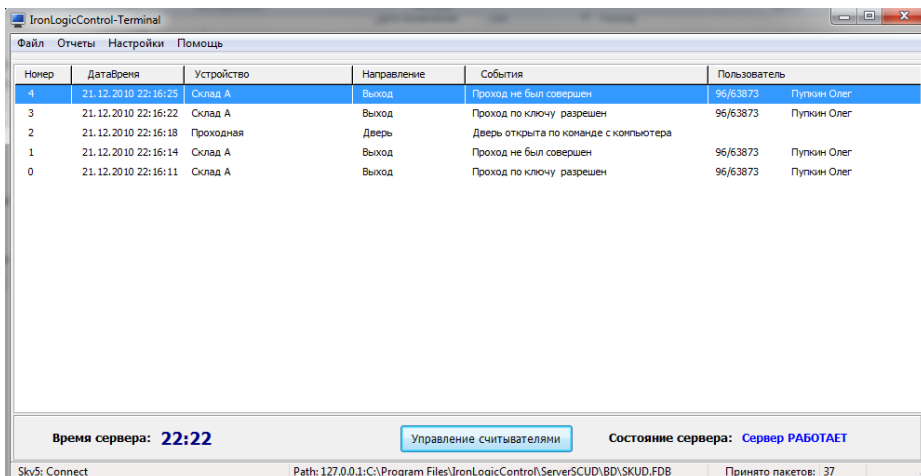 IronLogicControl-Terminal
Файл Отчеты Настройки Помощь
Номер ДатаВремя Устройство Направление События Пользователь
4 21.12.2010 22:16:25 Склад А Выход Проход не был совершен 96/63873 Пупкин Олег
3 21.12.2010 22:16:22 Склад А Выход Проход по ключу разрешен 96/63873 Пупкин Олег
2 21.12.2010 22:16:18 Проходная Дверь Дверь открыта по команде с компьютера
1 21.12.2010 22:16:14 Склад А Выход Проход не был совершен 96/63873 Пупкин Олег
0 21.12.2010 22:16:11 Склад А Выход Проход по ключу разрешен 96/63873 Пупкин Олег
Время сервера: 22:22 Управление считывателями Состояние сервера: Сервер РАБОТАЕТ
Sky5: Connect Path: 127.0.0.1:C:\Program Files\IronLogicControl\ServerSCUD\BD\SKUD.FDB Принято пакетов: 37